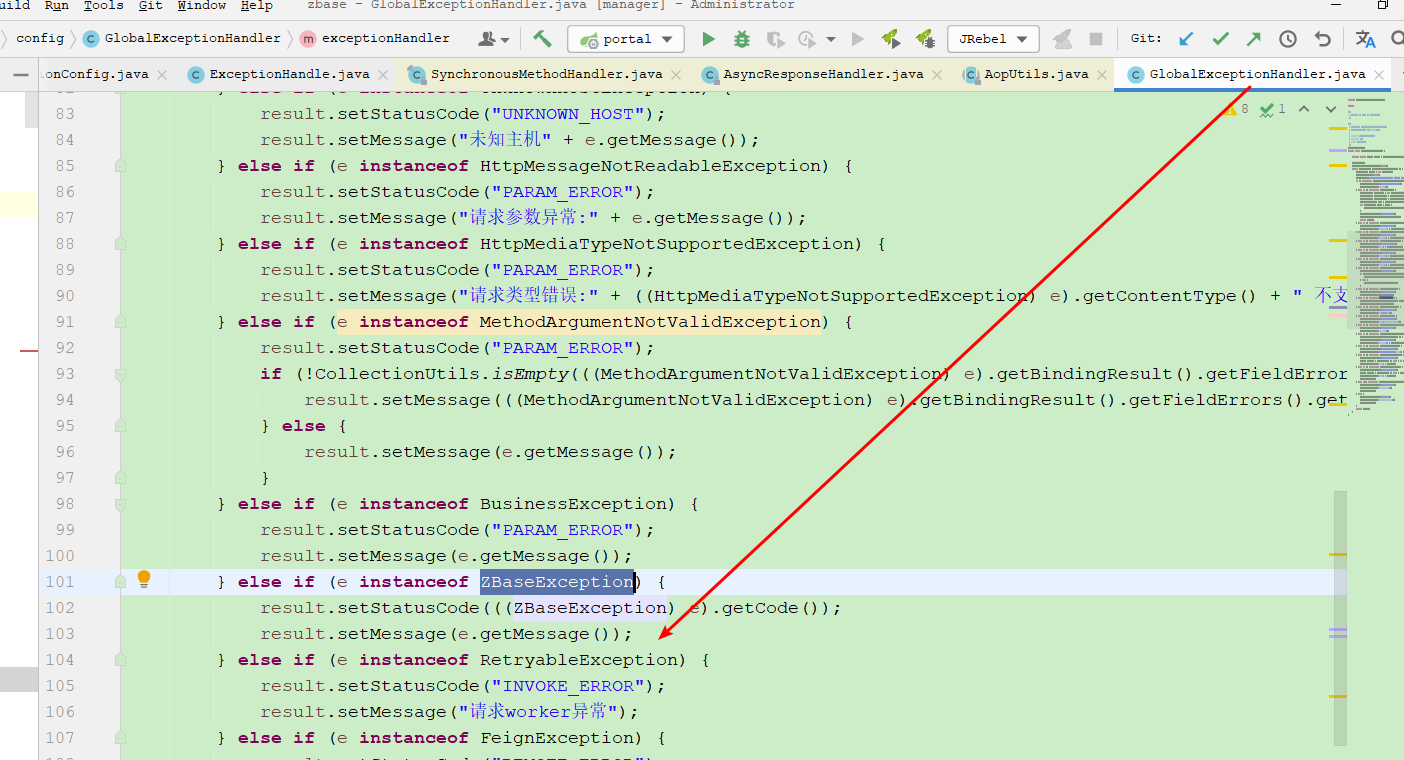 uild Run Tools Git Window Help zbase - GlobalExceptionHandler.java [manager] - Administrator
config GlobalExceptionHandler exceptionHandler portal JRebel Git:
onConfig.java ExceptionHandle.java SynchronousMethodHandler.java AsyncResponseHandler.java AopUtils.java GlobalExceptionHandler.java
8 1
83 result.setStatusCode("UNKNOWN_HOST");
84 result.setMessage("未知主机" + e.getMessage());
85 } else if (e instanceof HttpMessageNotReadableException) {
86 result.setStatusCode("PARAM_ERROR");
87 result.setMessage("请求参数异常:" + e.getMessage());
88 } else if (e instanceof HttpMediaTypeNotSupportedException) {
89 result.setStatusCode("PARAM_ERROR");
90 result.setMessage("请求类型错误:" + ((HttpMediaTypeNotSupportedException) e).getContentType() + " 不支
91 } else if (e instanceof MethodArgumentNotValidException) {
92 result.setStatusCode("PARAM_ERROR");
93 if (!CollectionUtils.isEmpty(((MethodArgumentNotValidException) e).getBindingResult().getFieldError
94 result.setMessage(((MethodArgumentNotValidException) e).getBindingResult().getFieldErrors().get
95 } else {
96 result.setMessage(e.getMessage());
97 }
98 } else if (e instanceof BusinessException) {
99 result.setStatusCode("PARAM_ERROR");
100 result.setMessage(e.getMessage());
101 } else if (e instanceof ZBaseException) {
102 result.setStatusCode(((ZBaseException) e).getCode());
103 result.setMessage(e.getMessage());
104 } else if (e instanceof RetryableException) {
105 result.setStatusCode("INVOKE_ERROR");
106 result.setMessage("请求worker异常");
107 } else if (e instanceof FeignException) {